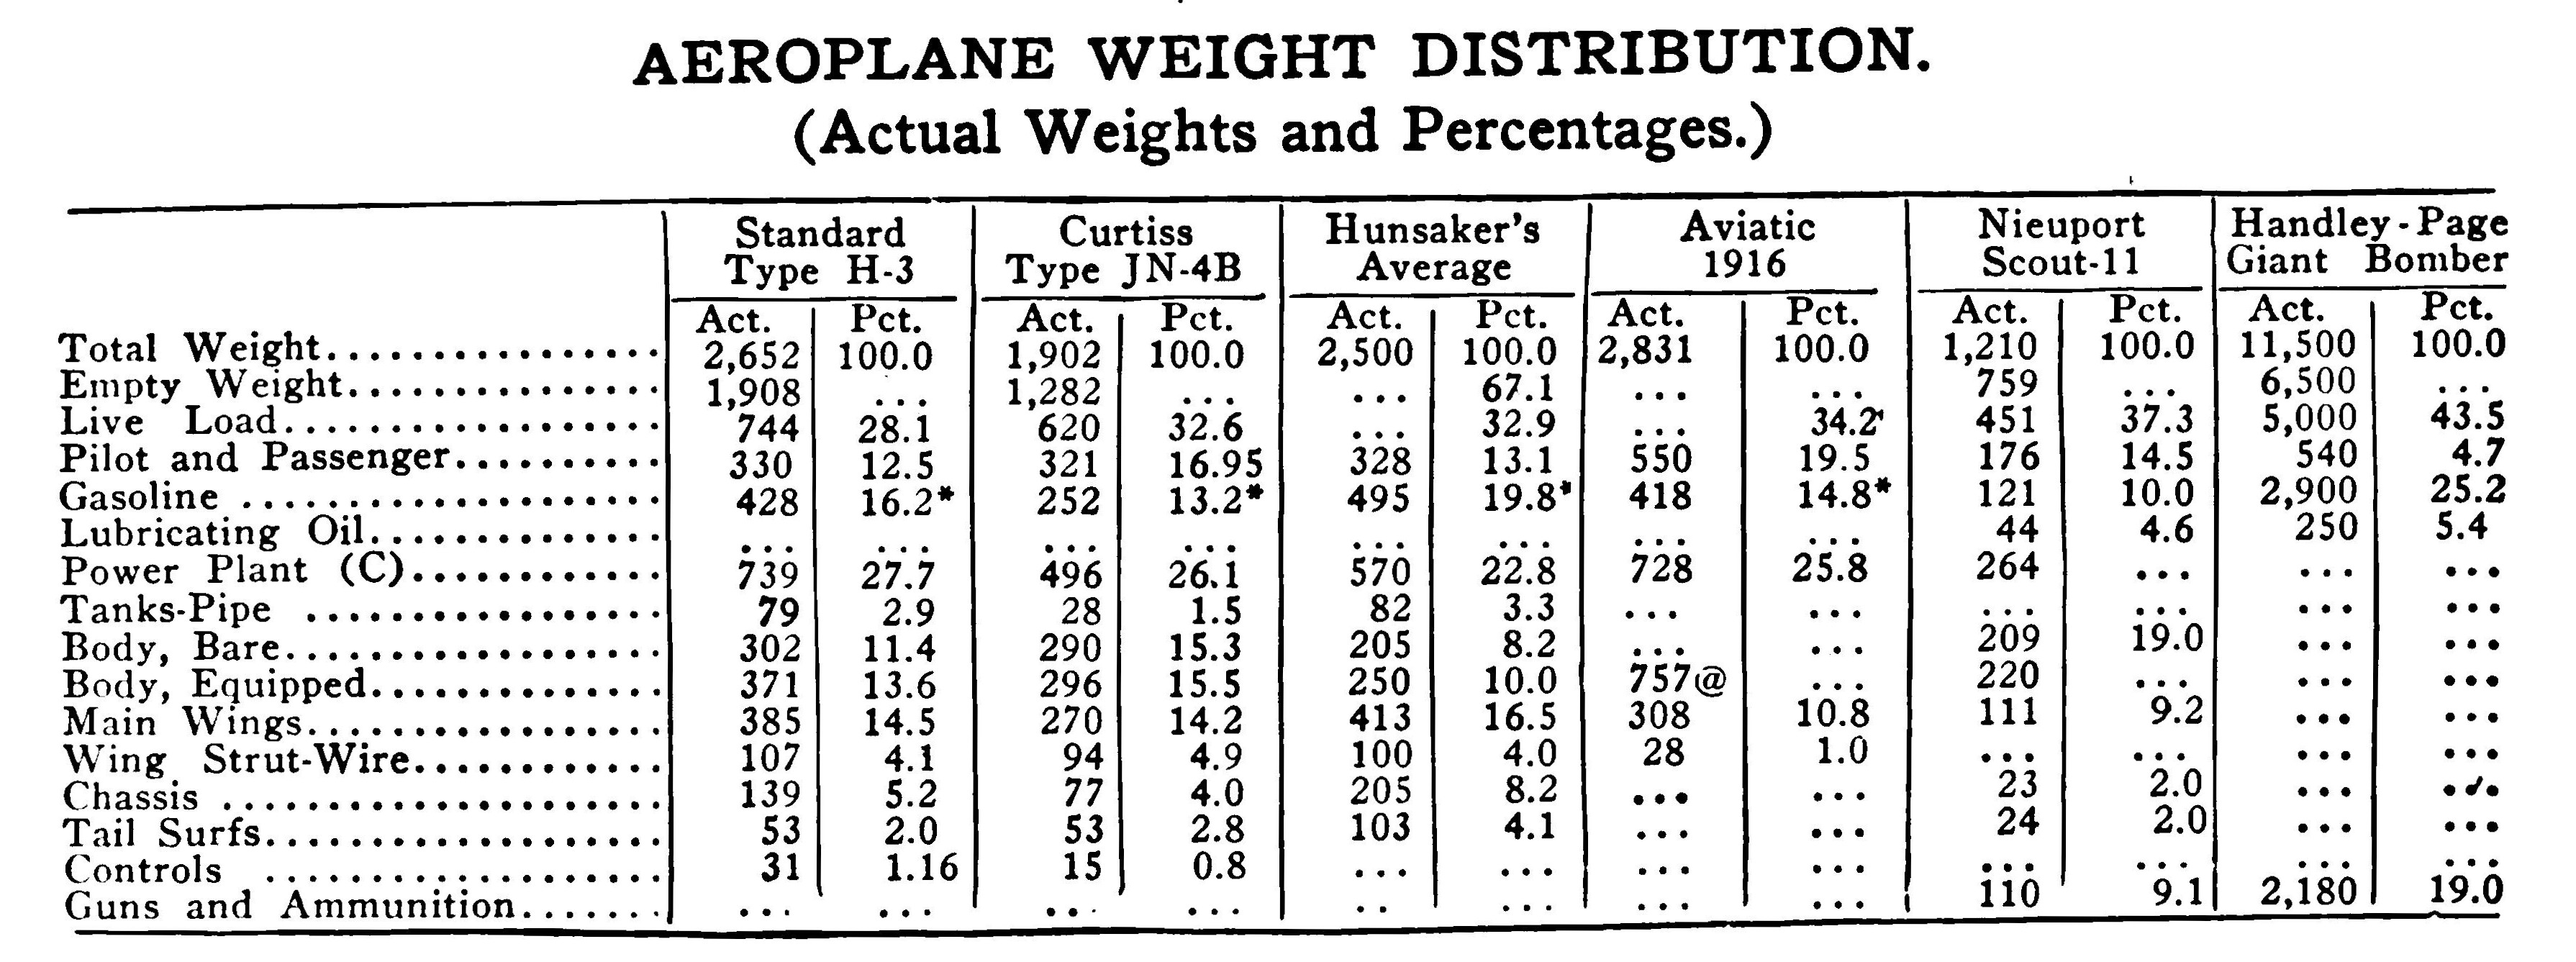 AEROPLANE WEIGHT DISTRIBUTION.
(Actual Weights and Percentages.)
Standard Type H-3 Curtiss Type JN-4B Hunsaker's Average Aviatic 1916 Nieuport Scout-11 Handley-Page Giant Bomber
Act. Pct. Act. Pct. Act. Pct. Act. Pct. Act. Pct. Act. Pct.
Total Weight................ 2,652 100.0 1,902 100.0 2,500 100.0 2,831 100.0 1,210 100.0 11,500 100.0
Empty Weight............... 1,908 ... 1,282 ... ... 67.1 ... ... 759 ... 6,500 ...
Live Load.................. 744 28.1 620 32.6 ... 32.9 ... 34.2 451 37.3 5,000 43.5
Pilot and Passenger.......... 330 12.5 321 16.95 328 13.1 550 19.5 176 14.5 540 4.7
Gasoline ................... 428 16.2* 252 13.2* 495 19.8* 418 14.8* 121 10.0 2,900 25.2
Lubricating Oil.............. ... ... ... ... ... ... ... ... 44 4.6 250 5.4
Power Plant (C)............ 739 27.7 496 26.1 570 22.8 728 25.8 264 ... ... ...
Tanks-Pipe ................ 79 2.9 28 1.5 82 3.3 ... ... ... ... ... ...
Body, Bare.................. 302 11.4 290 15.3 205 8.2 ... ... 209 19.0 ... ...
Body, Equipped.............. 371 13.6 296 15.5 250 10.0 757@ ... 220 ... ... ...
Main Wings................. 385 14.5 270 14.2 413 16.5 308 10.8 111 9.2 ... ...
Wing Strut-Wire............ 107 4.1 94 4.9 100 4.0 28 1.0 ... ... ... ...
Chassis .................... 139 5.2 77 4.0 205 8.2 ... ... 23 2.0 ... ...
Tail Surfs................... 53 2.0 53 2.8 103 4.1 ... ... 24 2.0 ... ...
Controls .................. 31 1.16 15 0.8 ... ... ... ... ... ... ... ...
Guns and Ammunition....... ... ... ... ... .. ... ... ... 110 9.1 2,180 19.0